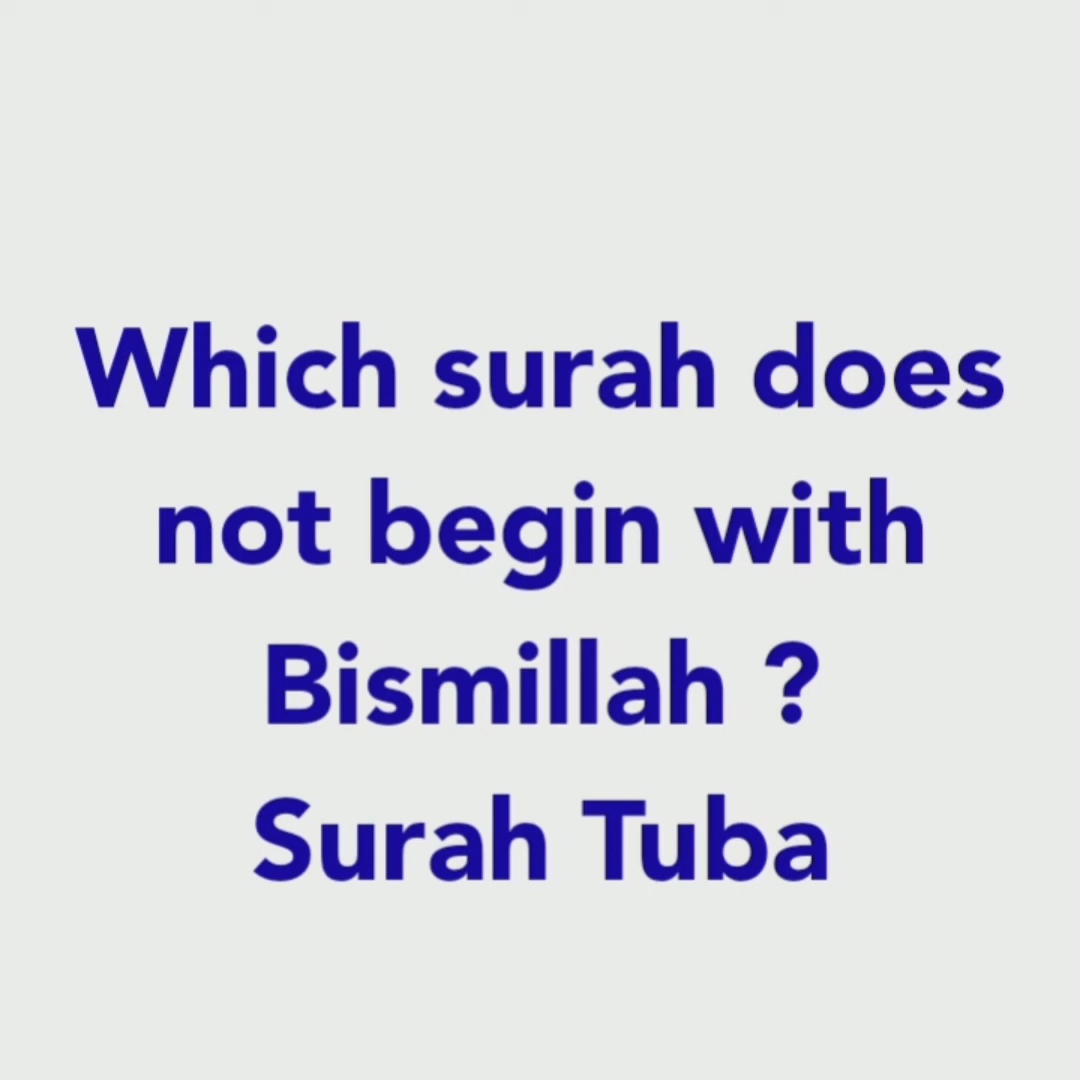 Which surah does
not begin with
Bismillah ?
Surah Tuba